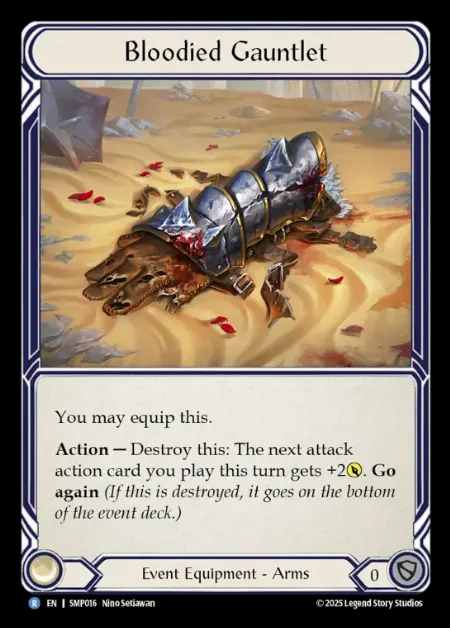 Bloodied Gauntlet
You may equip this.
Action — Destroy this: The next attack
action card you play this turn gets +2. Go
again (If this is destroyed, it goes on the bottom
of the event deck.)
Event Equipment - Arms
0
R EN | SMP016 Nino Setiawan
© 2025 Legend Story Studios